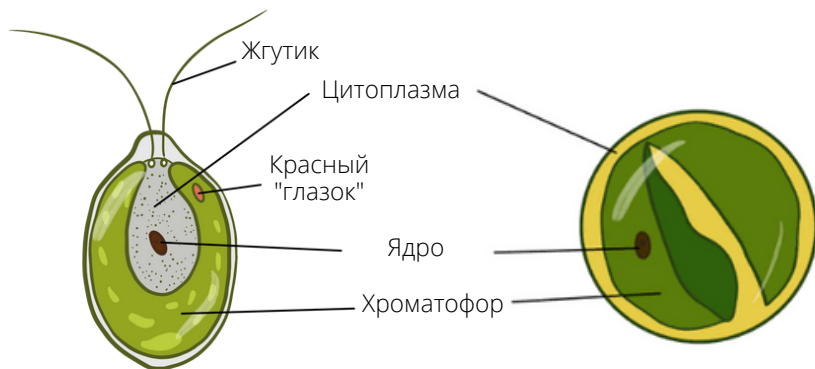 Жгутик
Цитоплазма
Красный
"глазок"
Ядро
Хроматофор